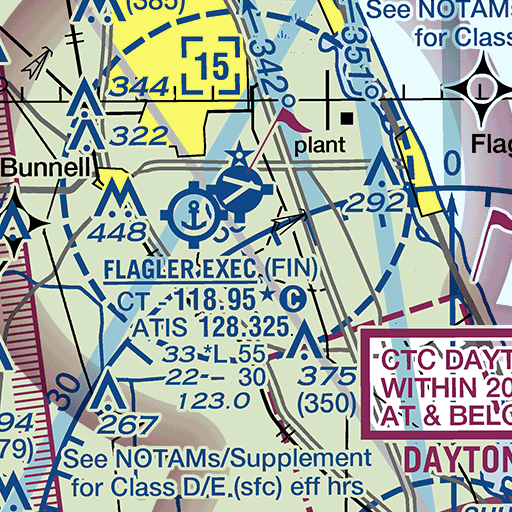 (385)
See NOTAMs
for Class
342°
351°
15
344
322
plant
L
Bunnell
Flag
0
292
448
FLAGLER EXEC (FIN)
CT - 118.95 * C
ATIS 128.325
33 *L 55
22 - 30
123.0
375
(350)
CTC DAYT
WITHIN 20
AT & BELO
30
267
94
79)
See NOTAMs/Supplement
for Class D/E (sfc) eff hrs
DAYTON